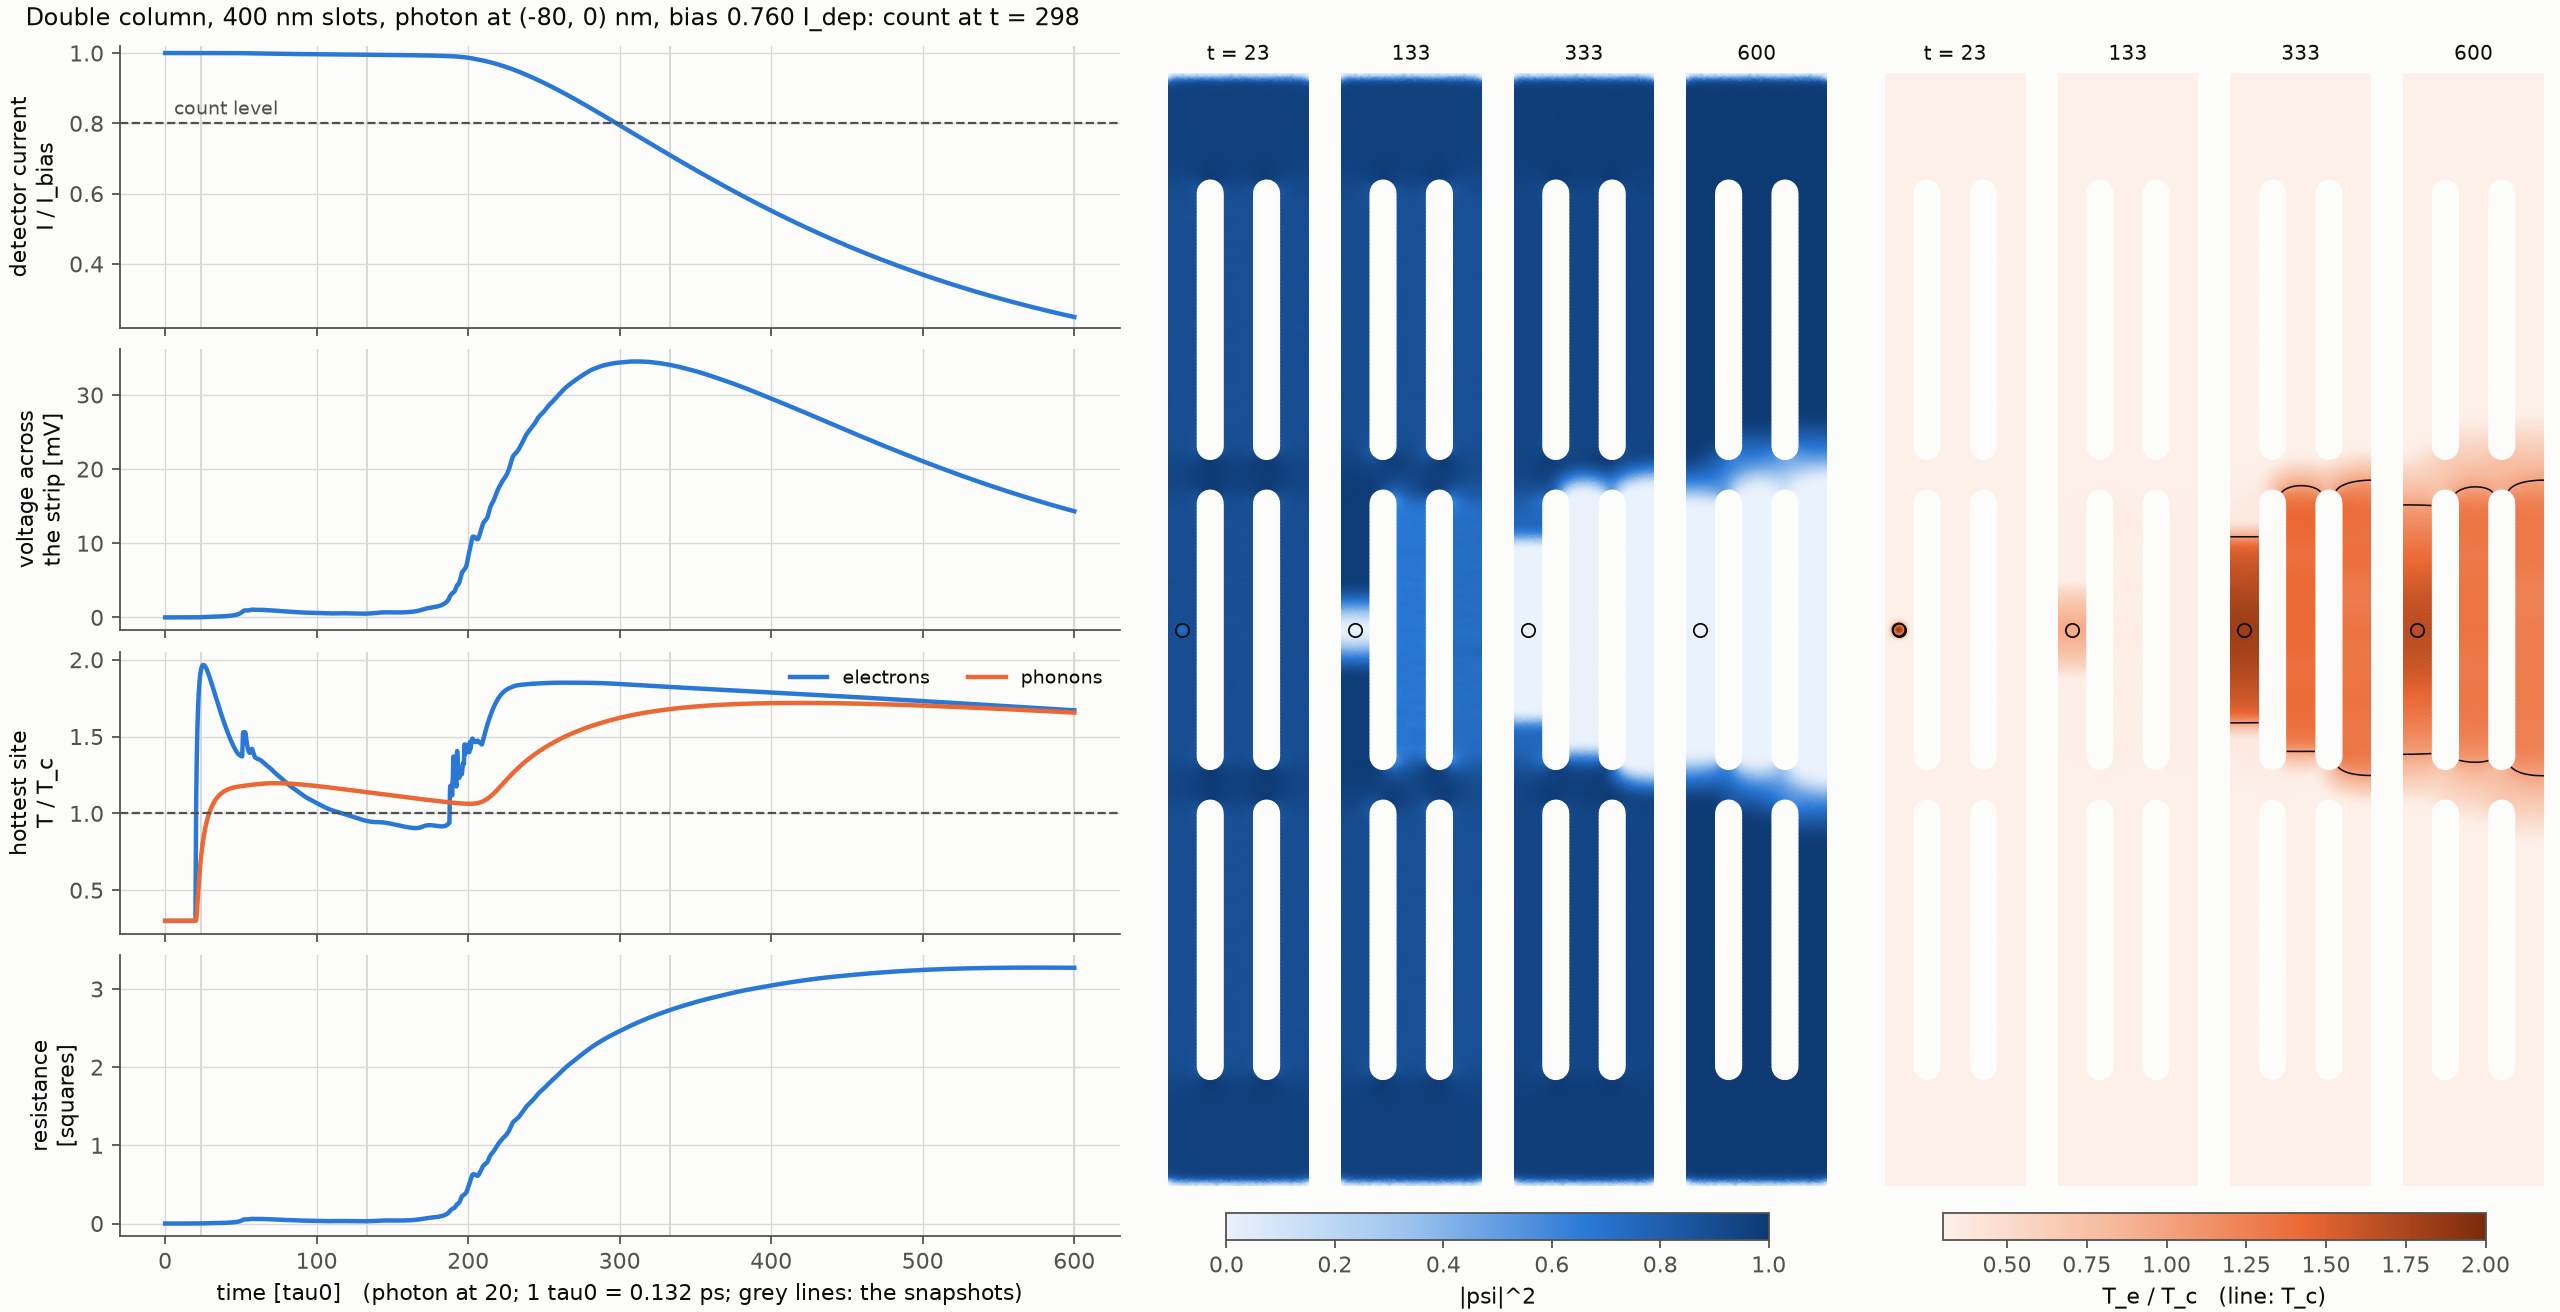 Double column, 400 nm slots, photon at (-80, 0) nm, bias 0.760 I_dep: count at t = 298
detector current
I / I_bias
1.0
0.8
0.6
0.4
count level
voltage across
the strip [mV]
30
20
10
0
hottest site
T / T_c
2.0
1.5
1.0
0.5
electrons
phonons
resistance
[squares]
3
2
1
0
0
100
200
300
400
500
600
time [tau0]   (photon at 20; 1 tau0 = 0.132 ps; grey lines: the snapshots)
t = 23
133
333
600
0.0
0.2
0.4
0.6
0.8
1.0
|psi|^2
t = 23
133
333
600
0.50
0.75
1.00
1.25
1.50
1.75
2.00
T_e / T_c   (line: T_c)